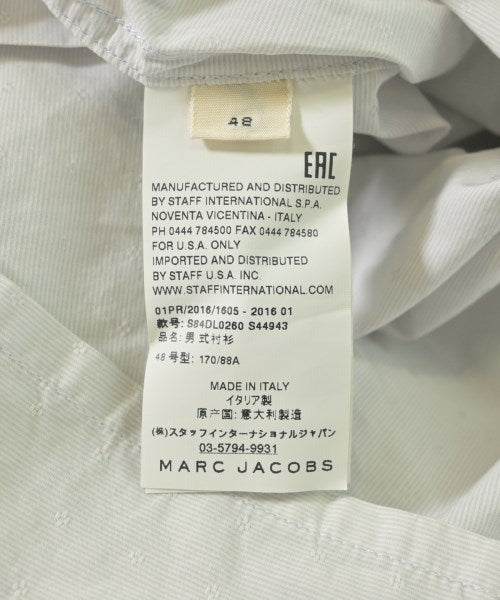 48
EAC
MANUFACTURED AND DISTRIBUTED
BY STAFF INTERNATIONAL S.P.A.
NOVENTA VICENTINA - ITALY
PH 0444 784500 FAX 0444 784580
FOR U.S.A. ONLY
IMPORTED AND DISTRIBUTED
BY STAFF U.S.A. INC.
WWW.STAFFINTERNATIONAL.COM
01PR/2016/1605 - 2016 01
款号: S84DL0260 S44943
品名: 男式衬衫
48 号型: 170/88A
MADE IN ITALY
イタリア製
原产国: 意大利製造
(株)スタッフインターナショナルジャパン
03-5794-9931
MARC JACOBS